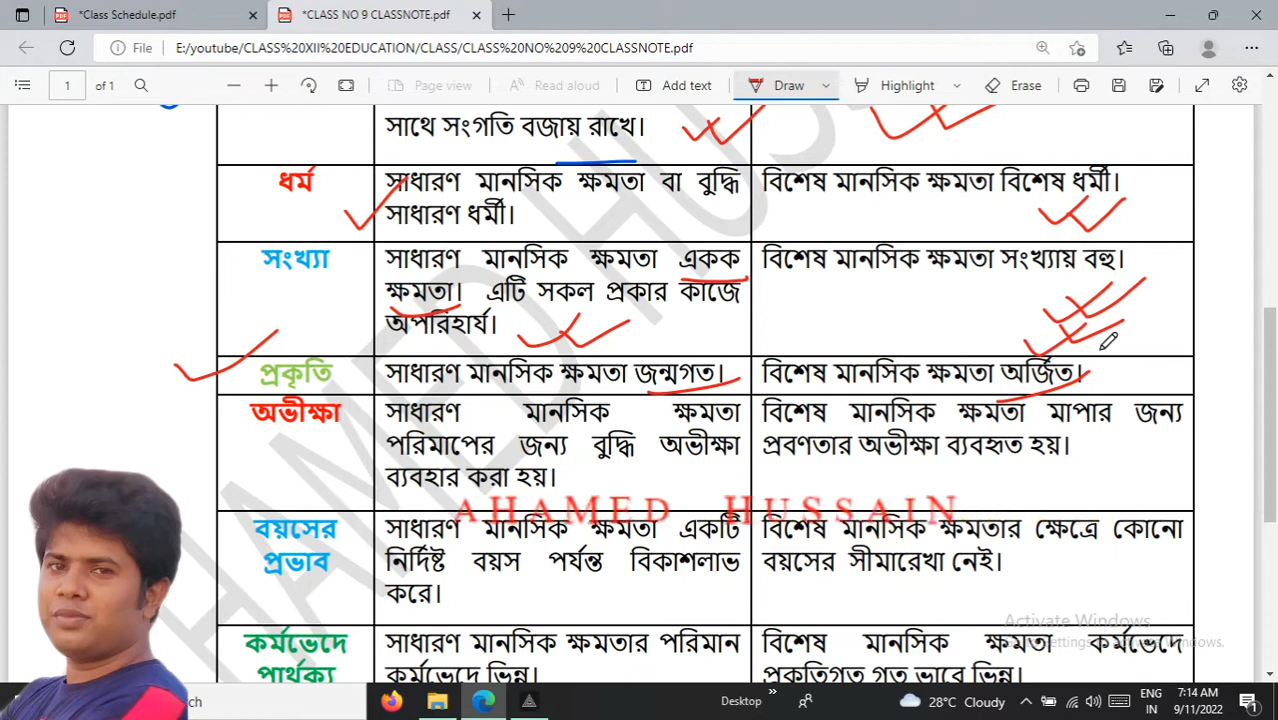 *Class Schedule.pdf
*CLASS NO 9 CLASSNOTE.pdf
File
E:/youtube/CLASS%20XII%20EDUCATION/CLASS/CLASS%20NO%209%20CLASSNOTE.pdf
1 of 1
Page view
Read aloud
Add text
Draw
Highlight
Erase
সাথে সংগতি বজায় রাখে।
ধর্ম
সাধারণ মানসিক ক্ষমতা বা বুদ্ধি
সাধারণ ধর্মী।
বিশেষ মানসিক ক্ষমতা বিশেষ ধর্মী।
সংখ্যা
সাধারণ মানসিক ক্ষমতা একক
ক্ষমতা। এটি সকল প্রকার কাজে
অপরিহার্য।
বিশেষ মানসিক ক্ষমতা সংখ্যায় বহু।
প্রকৃতি
সাধারণ মানসিক ক্ষমতা জন্মগত।
বিশেষ মানসিক ক্ষমতা অর্জিত।
অভীক্ষা
সাধারণ মানসিক ক্ষমতা
পরিমাপের জন্য বুদ্ধি অভীক্ষা
ব্যবহার করা হয়।
বিশেষ মানসিক ক্ষমতা মাপার জন্য
প্রবণতার অভীক্ষা ব্যবহৃত হয়।
AHAMED HUSSAIN
বয়সের
প্রভাব
সাধারণ মানসিক ক্ষমতা একটি
নির্দিষ্ট বয়স পর্যন্ত বিকাশলাভ
করে।
বিশেষ মানসিক ক্ষমতার ক্ষেত্রে কোনো
বয়সের সীমারেখা নেই।
কর্মভেদে
পার্থক্য
সাধারণ মানসিক ক্ষমতার পরিমান
কর্মভেদে ভিন্ন।
বিশেষ মানসিক ক্ষমতা কর্মভেদে
প্রকৃতিগত গত ভাবে ভিন্ন।
AHAMED HUS
Activate Windows
Desktop
28°C Cloudy
ENG
IN
7:14 AM
9/11/2022